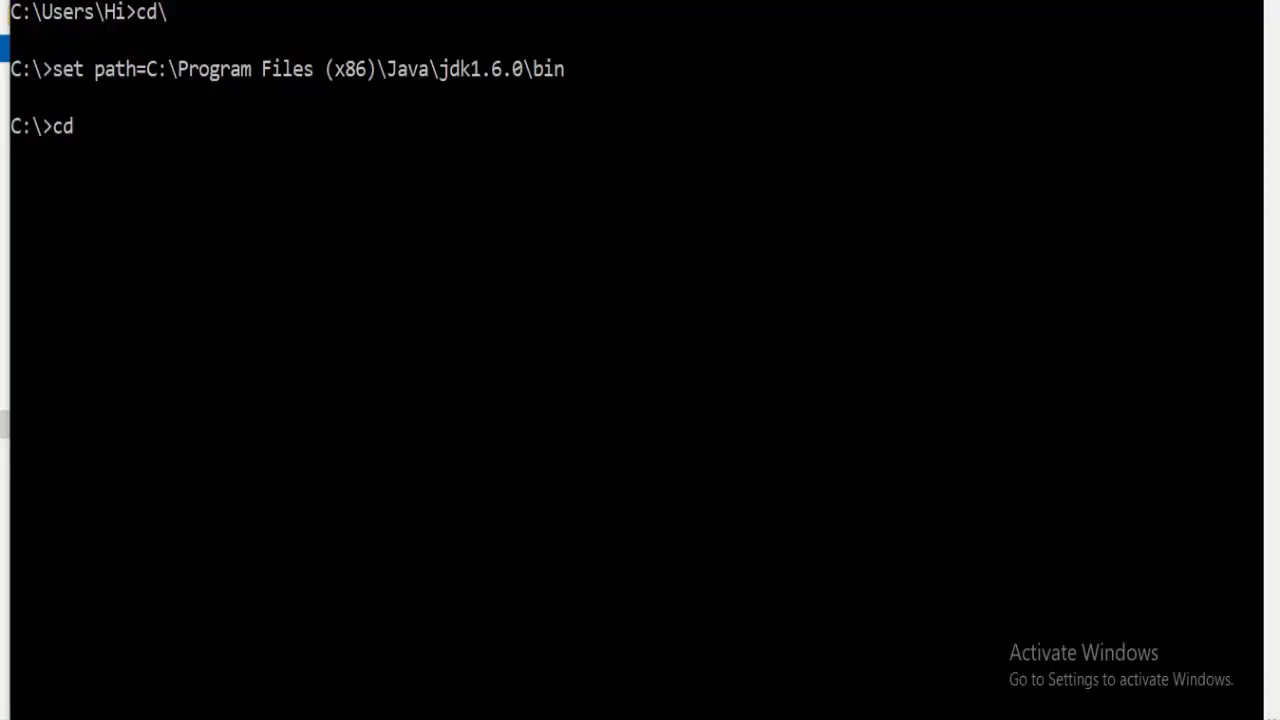 C:\Users\Hi>cd\
C:\>set path=C:\Program Files (x86)\Java\jdk1.6.0\bin
C:\>cd
Activate Windows
Go to Settings to activate Windows.